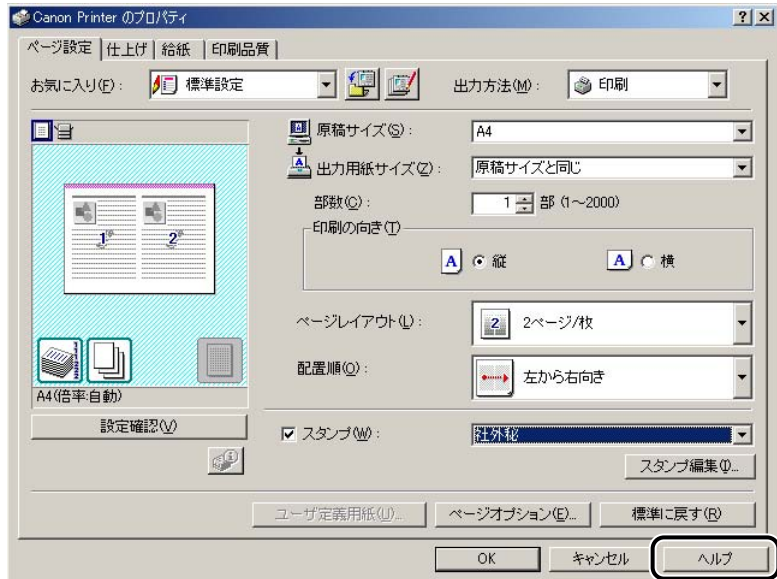 Canon Printer のプロパティ
ページ設定 仕上げ 給紙 印刷品質
お気に入り(F): 標準設定 出力方法(M): 印刷
原稿サイズ(S): A4
出力用紙サイズ(Z): 原稿サイズと同じ
部数(C): 1 部 (1~2000)
印刷の向き(T)
A 縦 A 横
1 2
ページレイアウト(L): 2 2ページ/枚
配置順(O): 左から右向き
A4(倍率:自動)
設定確認(V)
スタンプ(W): 社外秘
スタンプ編集(I)...
ユーザ定義用紙(U)... ページオプション(E)... 標準に戻す(R)
OK キャンセル ヘルプ